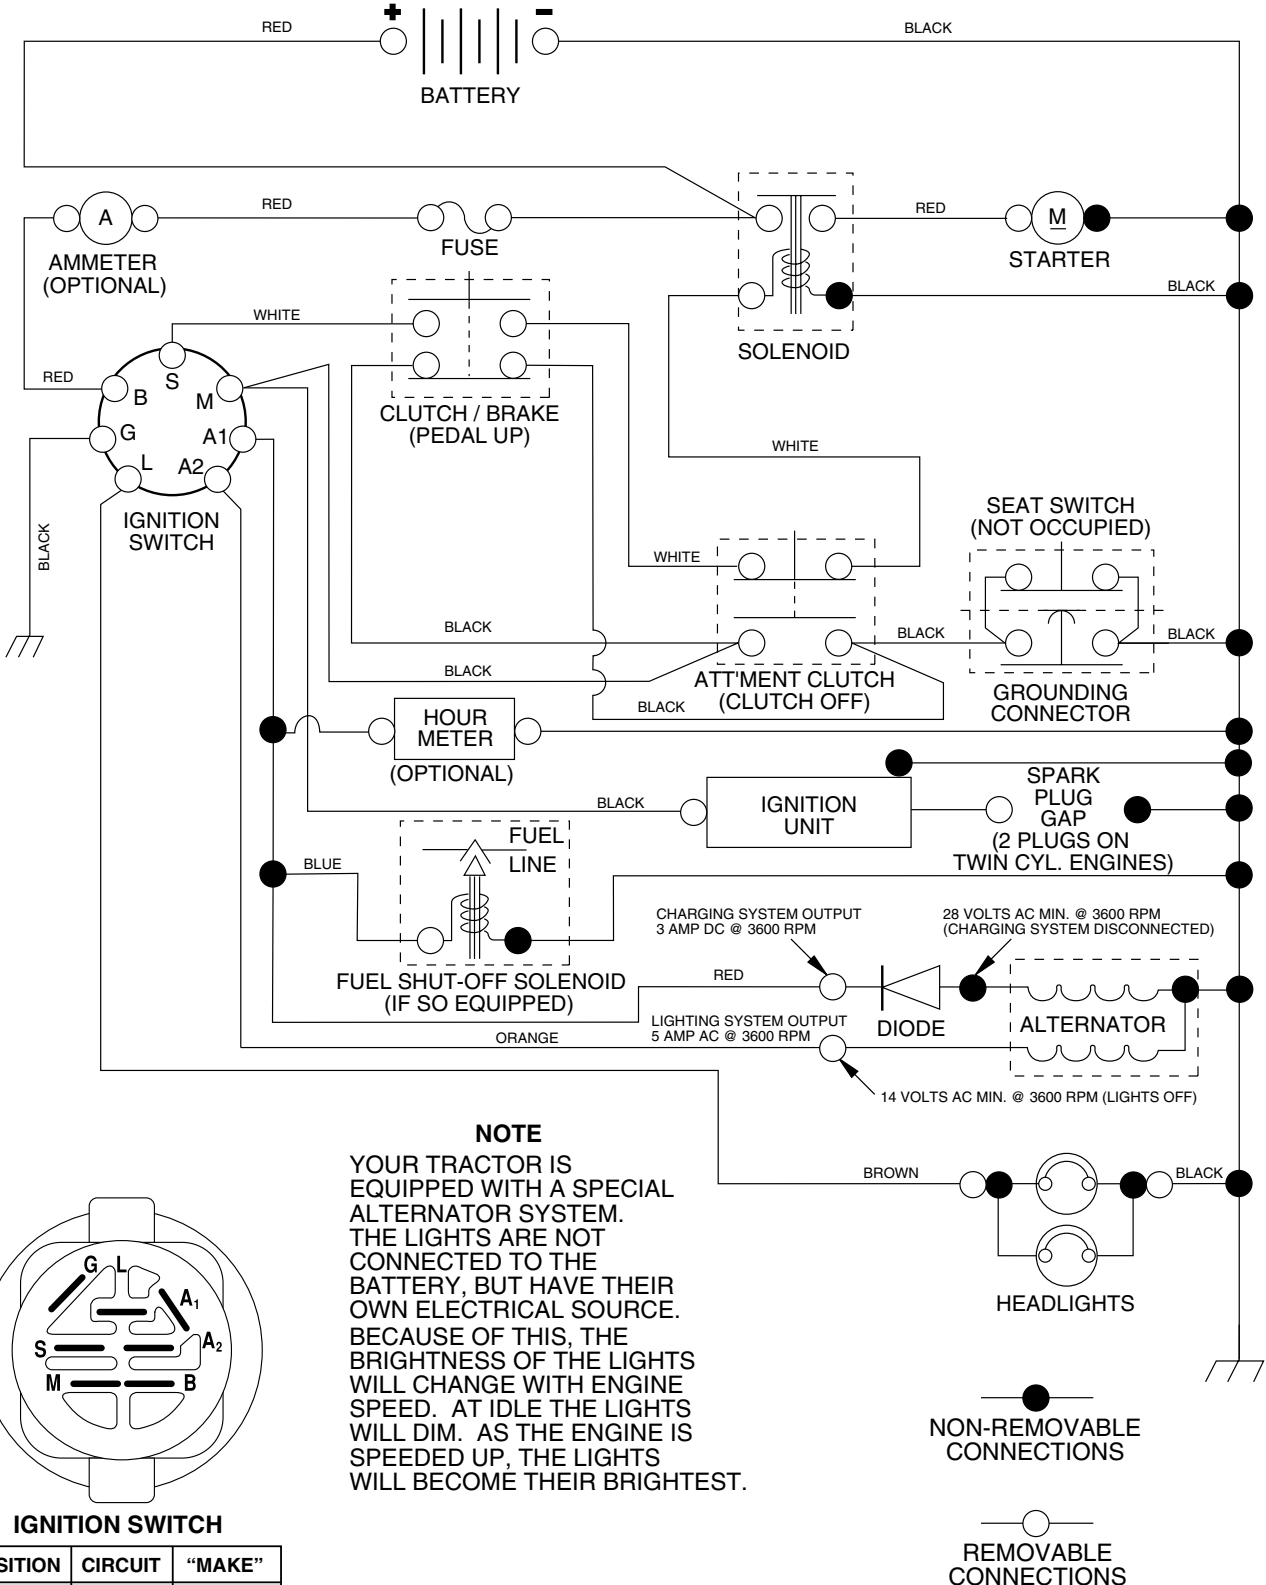 RED
+
-
BLACK
BATTERY
A
RED
FUSE
AMMETER
(OPTIONAL)
RED
M
STARTER
BLACK
SOLENOID
WHITE
RED
S
B
M
G
A1
L
A2
IGNITION
SWITCH
BLACK
CLUTCH / BRAKE
(PEDAL UP)
WHITE
SEAT SWITCH
(NOT OCCUPIED)
WHITE
BLACK
BLACK
BLACK
BLACK
BLACK
ATT'MENT CLUTCH
(CLUTCH OFF)
GROUNDING
CONNECTOR
HOUR
METER
(OPTIONAL)
BLACK
IGNITION
UNIT
SPARK
PLUG
GAP
(2 PLUGS ON
TWIN CYL. ENGINES)
FUEL
LINE
BLUE
FUEL SHUT-OFF SOLENOID
(IF SO EQUIPPED)
CHARGING SYSTEM OUTPUT
3 AMP DC @ 3600 RPM
28 VOLTS AC MIN. @ 3600 RPM
(CHARGING SYSTEM DISCONNECTED)
RED
DIODE
ALTERNATOR
LIGHTING SYSTEM OUTPUT
5 AMP AC @ 3600 RPM
ORANGE
14 VOLTS AC MIN. @ 3600 RPM (LIGHTS OFF)
NOTE
YOUR TRACTOR IS
EQUIPPED WITH A SPECIAL
ALTERNATOR SYSTEM.
THE LIGHTS ARE NOT
CONNECTED TO THE
BATTERY, BUT HAVE THEIR
OWN ELECTRICAL SOURCE.
BECAUSE OF THIS, THE
BRIGHTNESS OF THE LIGHTS
WILL CHANGE WITH ENGINE
SPEED. AT IDLE THE LIGHTS
WILL DIM. AS THE ENGINE IS
SPEEDED UP, THE LIGHTS
WILL BECOME THEIR BRIGHTEST.
BROWN
BLACK
HEADLIGHTS
G L
A1
A2
S
M
B
IGNITION SWITCH
SITION CIRCUIT “MAKE”
NON-REMOVABLE
CONNECTIONS
REMOVABLE
CONNECTIONS